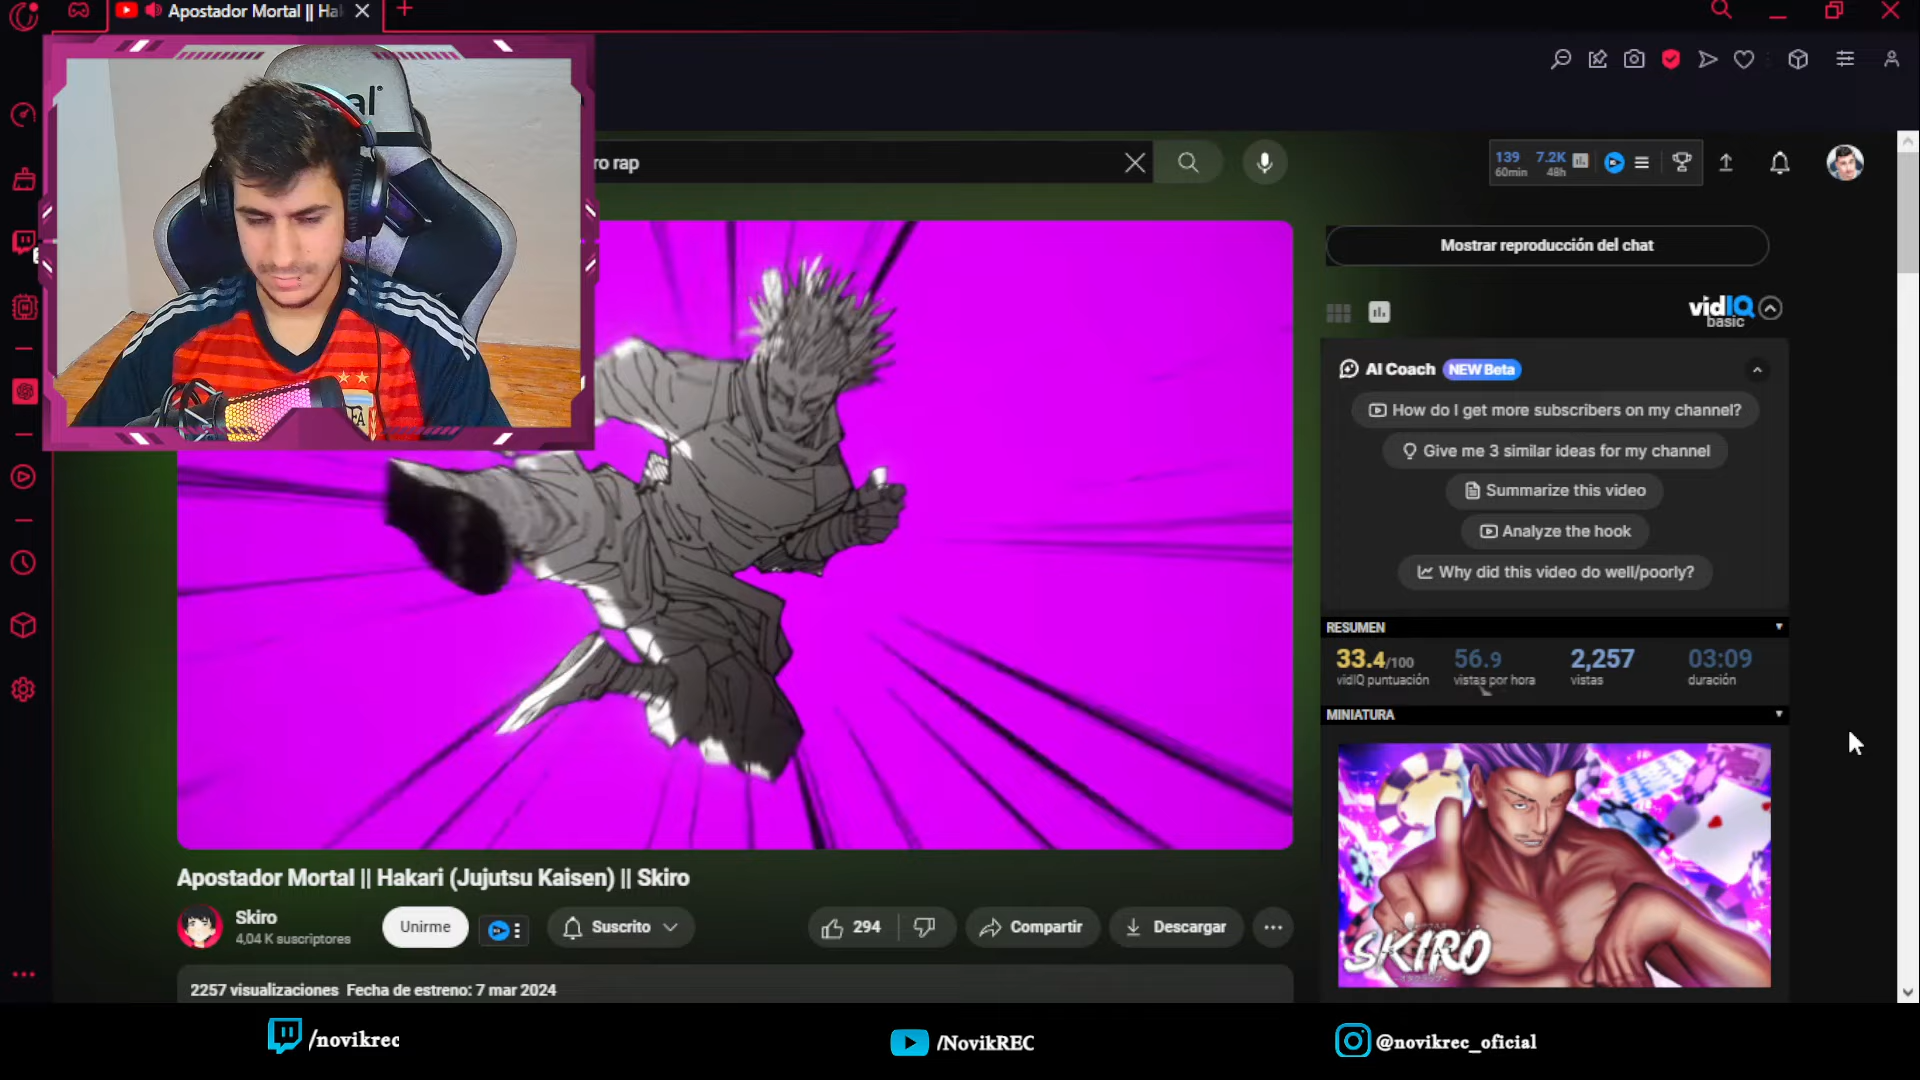 Apostador Mortal || Ha
al
AFA
ro rap
139
60min
7.2K
48h
Mostrar reproducción del chat
vidIQ
basic
AI Coach NEW Beta
How do I get more subscribers on my channel?
Give me 3 similar ideas for my channel
Summarize this video
Analyze the hook
Why did this video do well/poorly?
RESUMEN
33.4/100
vidIQ puntuación
56.9
vistas por hora
2,257
vistas
03:09
duración
MINIATURA
SKIRO
Apostador Mortal || Hakari (Jujutsu Kaisen) || Skiro
Skiro
4,04 K suscriptores
Unirme
Suscrito
294
Compartir
Descargar
2257 visualizaciones Fecha de estreno: 7 mar 2024
/novikrec
/NovikREC
@novikrec_oficial